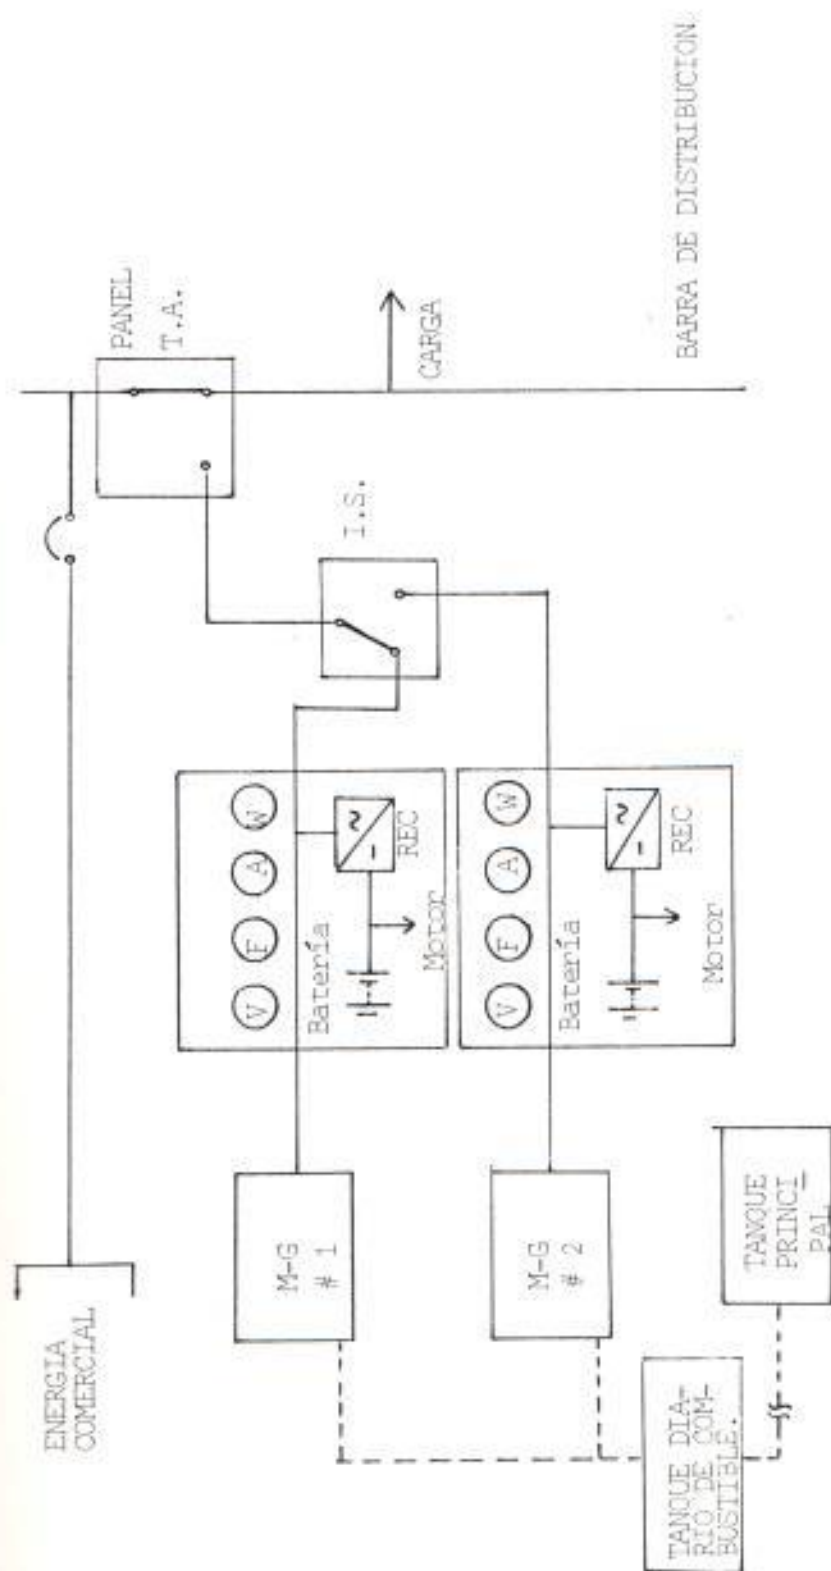 ENERGIA
COMERCIAL
PANEL
T.A.
CARGA
BARRA DE DISTRIBUCION
I.S.
M-G
# 1
V F A W
Batería
REC
Motor
M-G
# 2
V F A W
Batería
REC
Motor
TANQUE DIA-
RIO DE COM-
BUSTIBLE.
TANQUE
PRINCI_
PAL